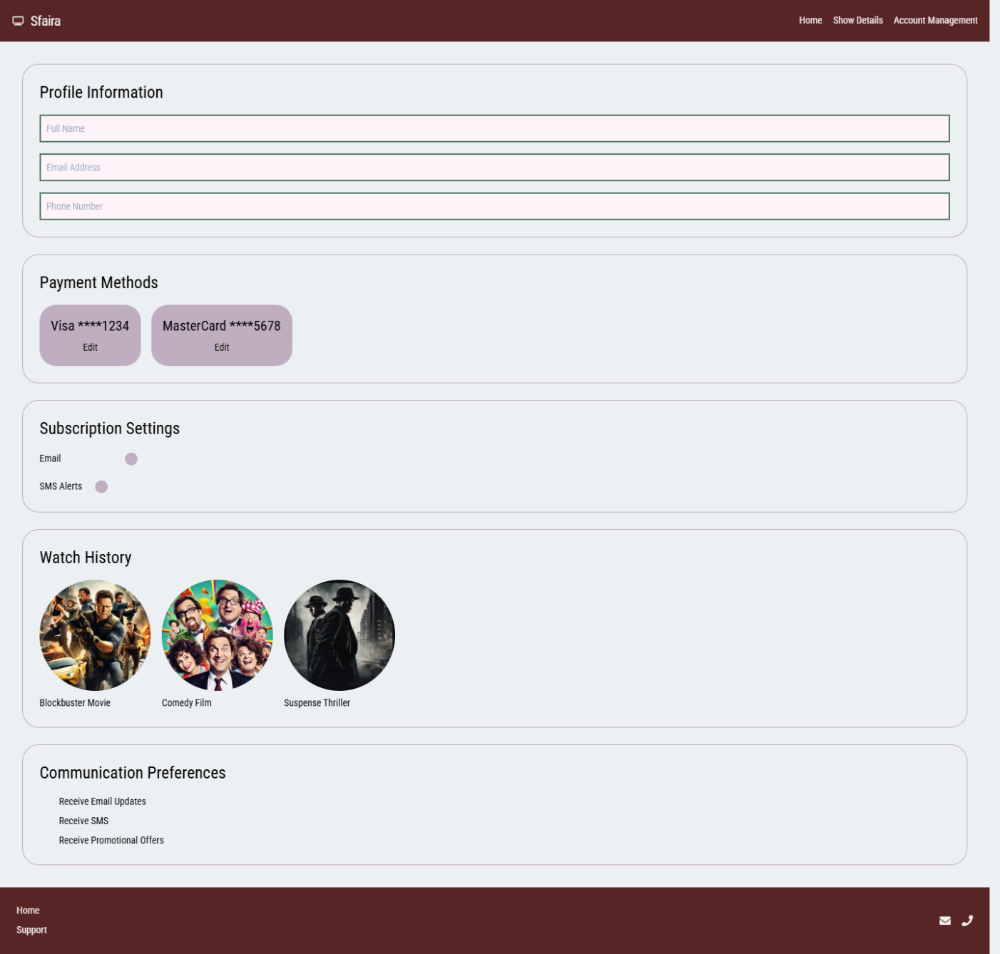 Sfaira
Home Show Details Account Management
Profile Information
Full Name
Email Address
Phone Number
Payment Methods
Visa ****1234
Edit
MasterCard ****5678
Edit
Subscription Settings
Email
SMS Alerts
Watch History
Blockbuster Movie
Comedy Film
Suspense Thriller
Communication Preferences
Receive Email Updates
Receive SMS
Receive Promotional Offers
Home
Support